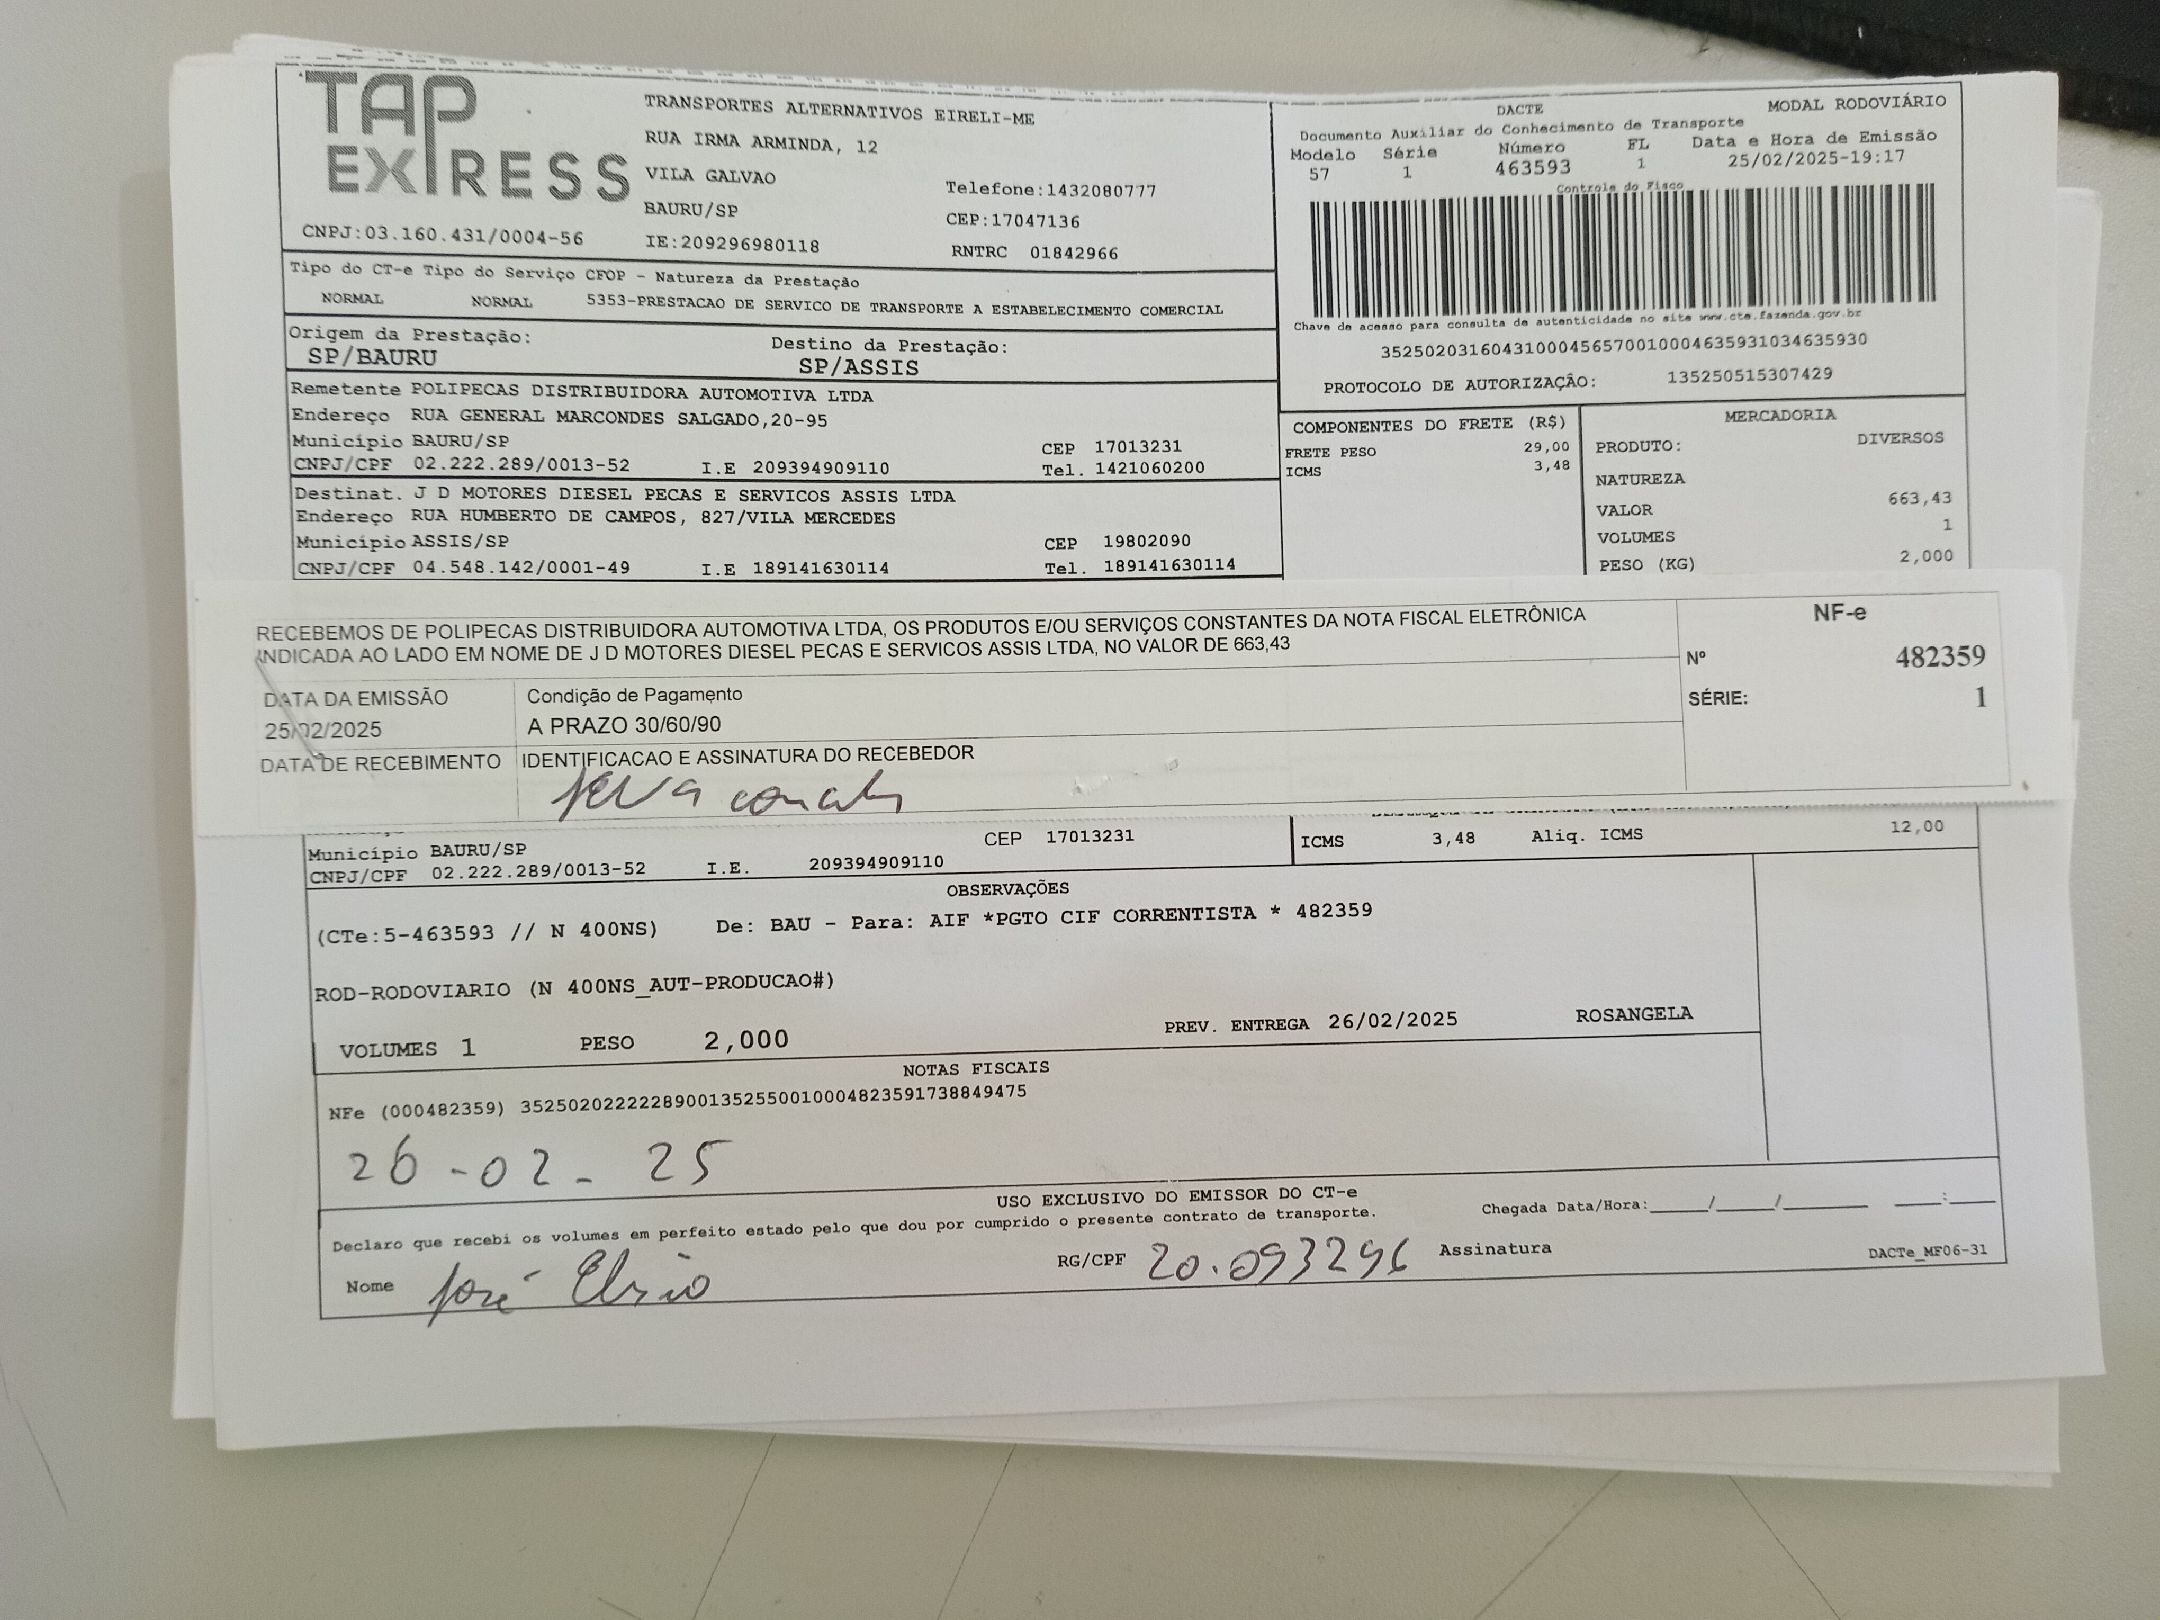 TAP EXPRESS
TRANSPORTES ALTERNATIVOS EIRELI-ME
RUA IRMA ARMINDA, 12
VILA GALVAO
BAURU/SP
Telefone:1432080777
CEP:17047136
CNPJ:03.160.431/0004-56
IE:209296980118
RNTRC 01842966
DACTE MODAL RODOVIÁRIO
Documento Auxiliar do Conhecimento de Transporte
Modelo Série Número FL Data e Hora de Emissão
57 1 463593 1 25/02/2025-19:17
Controle do Fisco
Chave de acesso para consulta de autenticidade no site www.cte.fazenda.gov.br
35250203160431000456570010004635931034635930
PROTOCOLO DE AUTORIZAÇÃO: 135250515307429
Tipo do CT-e Tipo do Serviço CFOP - Natureza da Prestação
NORMAL NORMAL 5353-PRESTACAO DE SERVICO DE TRANSPORTE A ESTABELECIMENTO COMERCIAL
Origem da Prestação: Destino da Prestação:
SP/BAURU SP/ASSIS
Remetente POLIPECAS DISTRIBUIDORA AUTOMOTIVA LTDA
Endereço RUA GENERAL MARCONDES SALGADO,20-95
Município BAURU/SP CEP 17013231
CNPJ/CPF 02.222.289/0013-52 I.E 209394909110 Tel. 1421060200
Destinat. J D MOTORES DIESEL PECAS E SERVICOS ASSIS LTDA
Endereço RUA HUMBERTO DE CAMPOS, 827/VILA MERCEDES
Município ASSIS/SP CEP 19802090
CNPJ/CPF 04.548.142/0001-49 I.E 189141630114 Tel. 189141630114
COMPONENTES DO FRETE (R$)
FRETE PESO 29,00
ICMS 3,48
MERCADORIA
PRODUTO: DIVERSOS
NATUREZA
VALOR 663,43
VOLUMES 1
PESO (KG) 2,000
RECEBEMOS DE POLIPECAS DISTRIBUIDORA AUTOMOTIVA LTDA, OS PRODUTOS E/OU SERVIÇOS CONSTANTES DA NOTA FISCAL ELETRÔNICA
INDICADA AO LADO EM NOME DE J D MOTORES DIESEL PECAS E SERVICOS ASSIS LTDA, NO VALOR DE 663,43
NF-e
Nº 482359
SÉRIE: 1
DATA DA EMISSÃO Condição de Pagamento
25/02/2025 A PRAZO 30/60/90
DATA DE RECEBIMENTO IDENTIFICACAO E ASSINATURA DO RECEBEDOR
Município BAURU/SP CEP 17013231
CNPJ/CPF 02.222.289/0013-52 I.E. 209394909110
ICMS 3,48 Aliq. ICMS 12,00
OBSERVAÇÕES
(CTe:5-463593 // N 400NS) De: BAU - Para: AIF *PGTO CIF CORRENTISTA * 482359
ROD-RODOVIARIO (N 400NS_AUT-PRODUCAO#)
VOLUMES 1 PESO 2,000 PREV. ENTREGA 26/02/2025 ROSANGELA
NOTAS FISCAIS
NFe (000482359) 35250202222289001352550010004823591738849475
26-02-25
USO EXCLUSIVO DO EMISSOR DO CT-e
Declaro que recebi os volumes em perfeito estado pelo que dou por cumprido o presente contrato de transporte.
Chegada Data/Hora:_____/_____/_______ ____:____
Nome José RG/CPF 20.093296 Assinatura DACTe_MF06-31